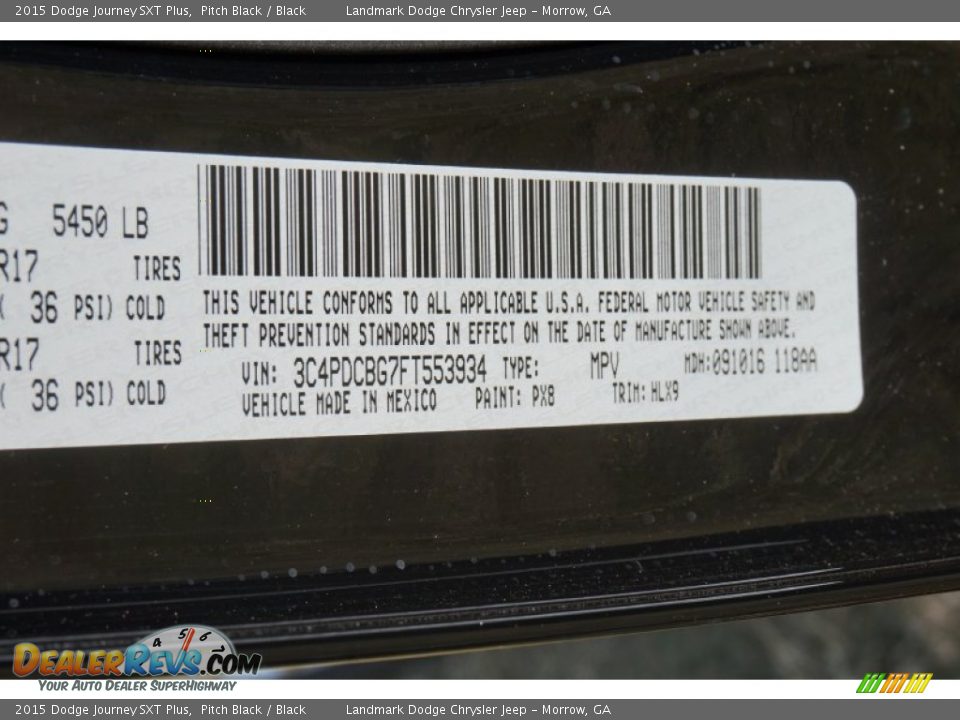 2015 Dodge Journey SXT Plus, Pitch Black / Black Landmark Dodge Chrysler Jeep - Morrow, GA
5450 LB
R17 TIRES
( 36 PSI) COLD
R17 TIRES
( 36 PSI) COLD
THIS VEHICLE CONFORMS TO ALL APPLICABLE U.S.A. FEDERAL MOTOR VEHICLE SAFETY AND
THEFT PREVENTION STANDARDS IN EFFECT ON THE DATE OF MANUFACTURE SHOWN ABOVE.
VIN: 3C4PDCBG7FT553934 TYPE: MPV MDH:091016 118AA
VEHICLE MADE IN MEXICO PAINT: PX8 TRIM: HLX9
4 5 6
DEALERREVS.COM
YOUR AUTO DEALER SUPERHIGHWAY
2015 Dodge Journey SXT Plus, Pitch Black / Black Landmark Dodge Chrysler Jeep - Morrow, GA